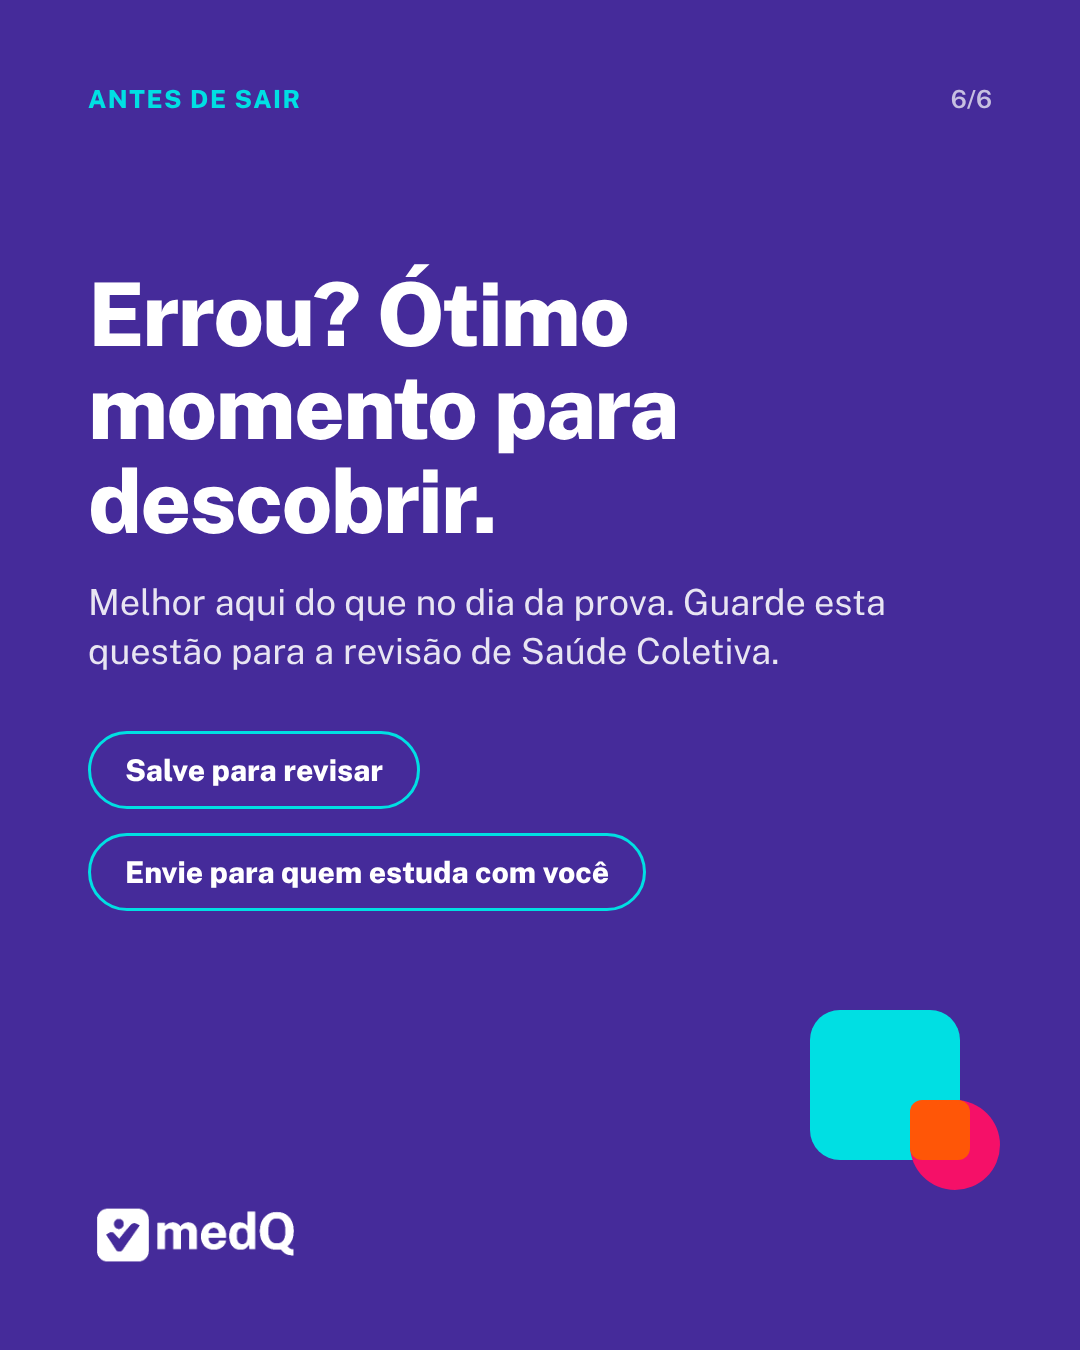 ANTES DE SAIR
6/6
Errou? Ótimo
momento para
descobrir.
Melhor aqui do que no dia da prova. Guarde esta
questão para a revisão de Saúde Coletiva.
Salve para revisar
Envie para quem estuda com você
medQ